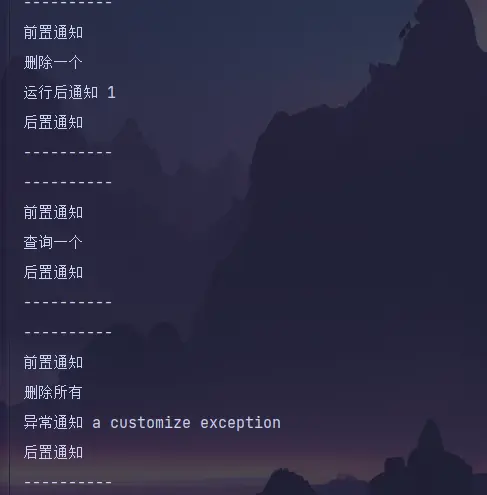 ----------
前置通知
删除一个
运行后通知 1
后置通知
----------
----------
前置通知
查询一个
后置通知
----------
----------
前置通知
删除所有
异常通知 a customize exception
后置通知
----------